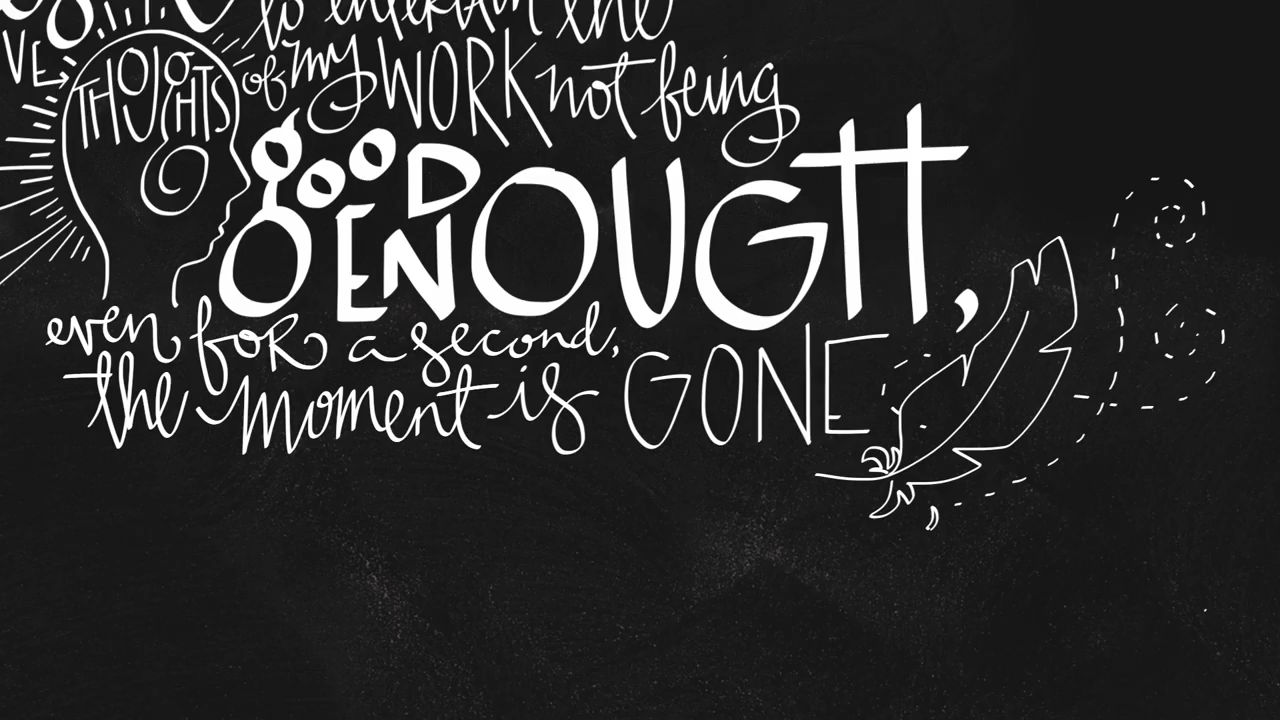 to entertain the
THOUGHTS of my WORK not being
good ENOUGH,
even for a second,
the moment is GONE